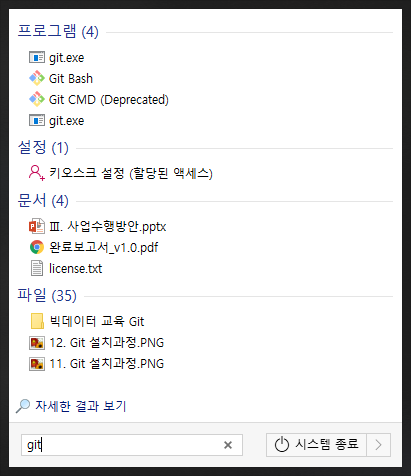 프로그램 (4)
git.exe
Git Bash
Git CMD (Deprecated)
git.exe
설정 (1)
키오스크 설정 (할당된 액세스)
문서 (4)
Ⅲ. 사업수행방안.pptx
완료보고서_v1.0.pdf
license.txt
파일 (35)
빅데이터 교육 Git
12. Git 설치과정.PNG
11. Git 설치과정.PNG
자세한 결과 보기
git
시스템 종료